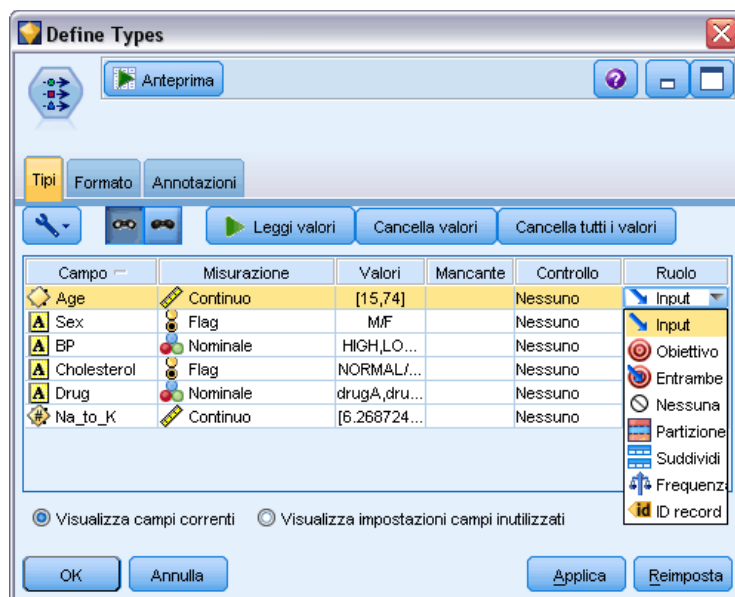 Define Types
Anteprima
Tipi Formato Annotazioni
Leggi valori Cancella valori Cancella tutti i valori
Campo Misurazione Valori Mancante Controllo Ruolo
Age Continuo [15,74] Nessuno Input
A Sex Flag M/F Nessuno Input
A BP Nominale HIGH,LO... Nessuno Obiettivo
A Cholesterol Flag NORMAL/... Nessuno Entrambe
A Drug Nominale drugA,dru... Nessuno Nessuna
# Na_to_K Continuo [6.268724... Nessuno Partizione
Suddividi
Frequenza
id ID record
Visualizza campi correnti Visualizza impostazioni campi inutilizzati
OK Annulla Applica Reimposta